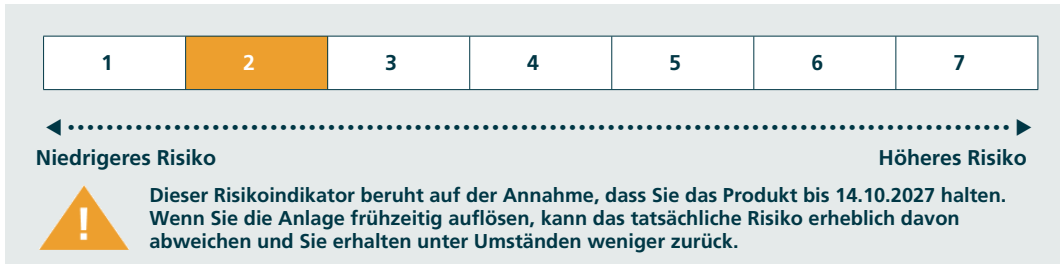 1 2 3 4 5 6 7
Niedrigeres Risiko Höheres Risiko
! Dieser Risikoindikator beruht auf der Annahme, dass Sie das Produkt bis 14.10.2027 halten.
Wenn Sie die Anlage frühzeitig auflösen, kann das tatsächliche Risiko erheblich davon
abweichen und Sie erhalten unter Umständen weniger zurück.